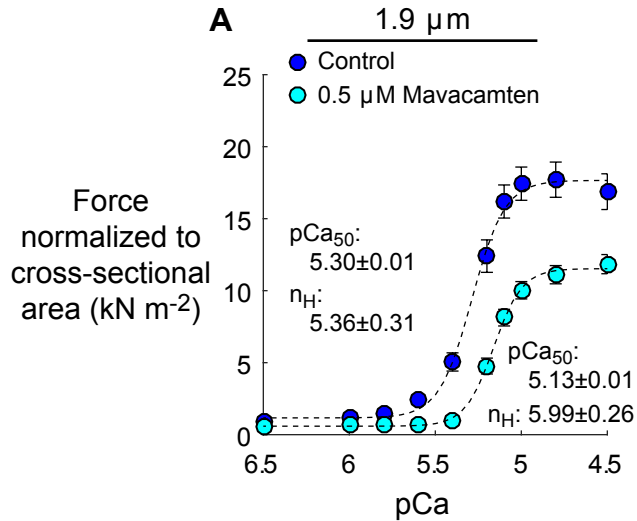 A
1.9 μm
Control
0.5 μM Mavacamten
25
20
15
10
5
0
Force
normalized to
cross-sectional
area (kN m-2)
pCa50:
5.30±0.01
nH:
5.36±0.31
pCa50:
5.13±0.01
nH: 5.99±0.26
6.5 6 5.5 5 4.5
pCa